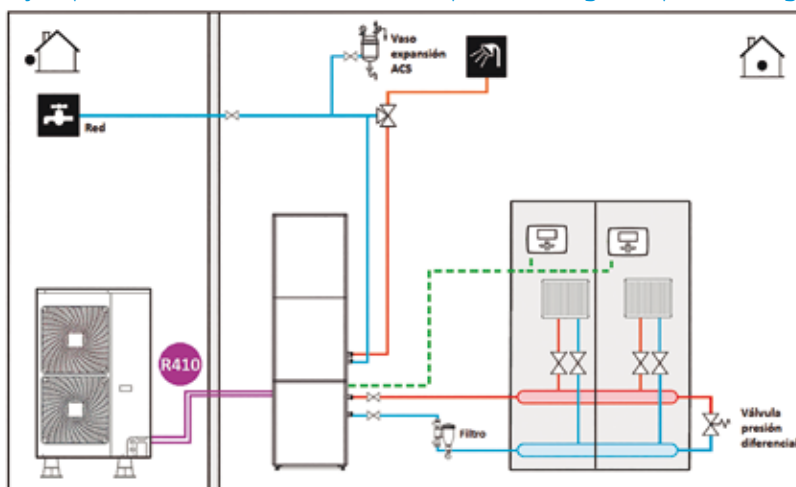 Vaso
expansión
ACS
Red
R410
Filtro
Válvula
presión
diferencial